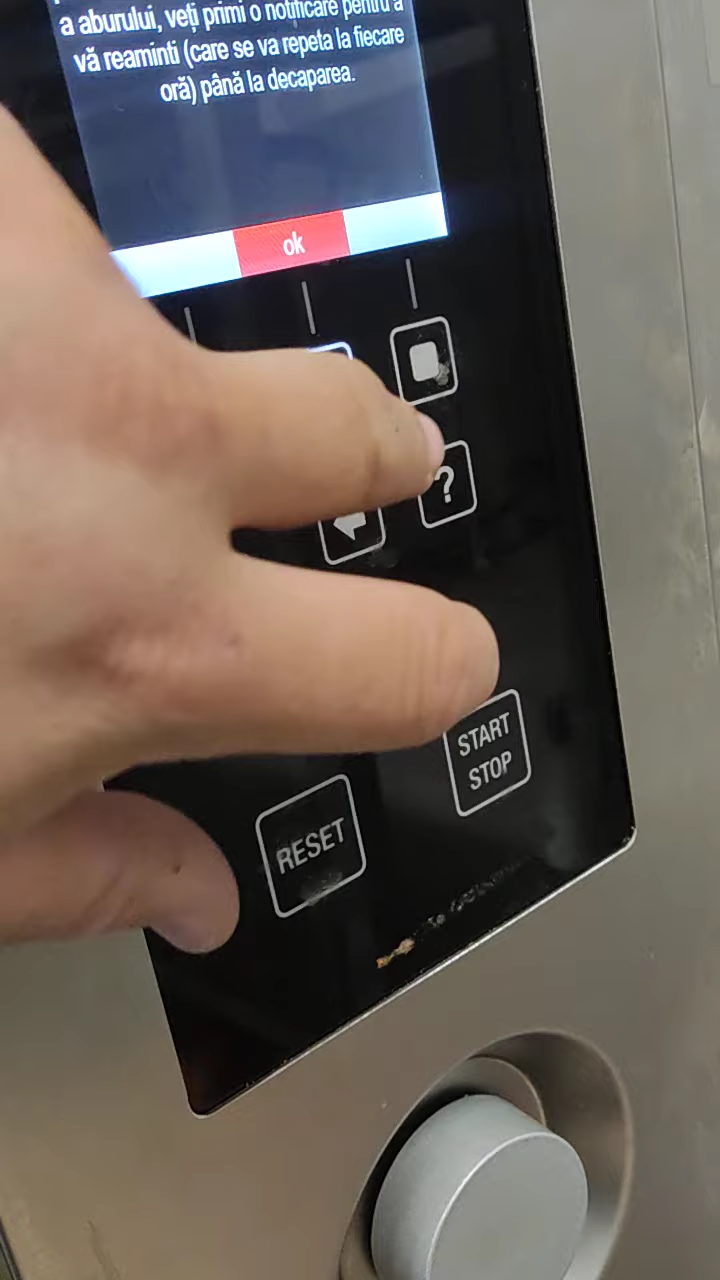 a aburului, veți primi o notificare pentru a
vă reaminti (care se va repeta la fiecare
oră) până la decaparea.
ok
?
START
STOP
RESET